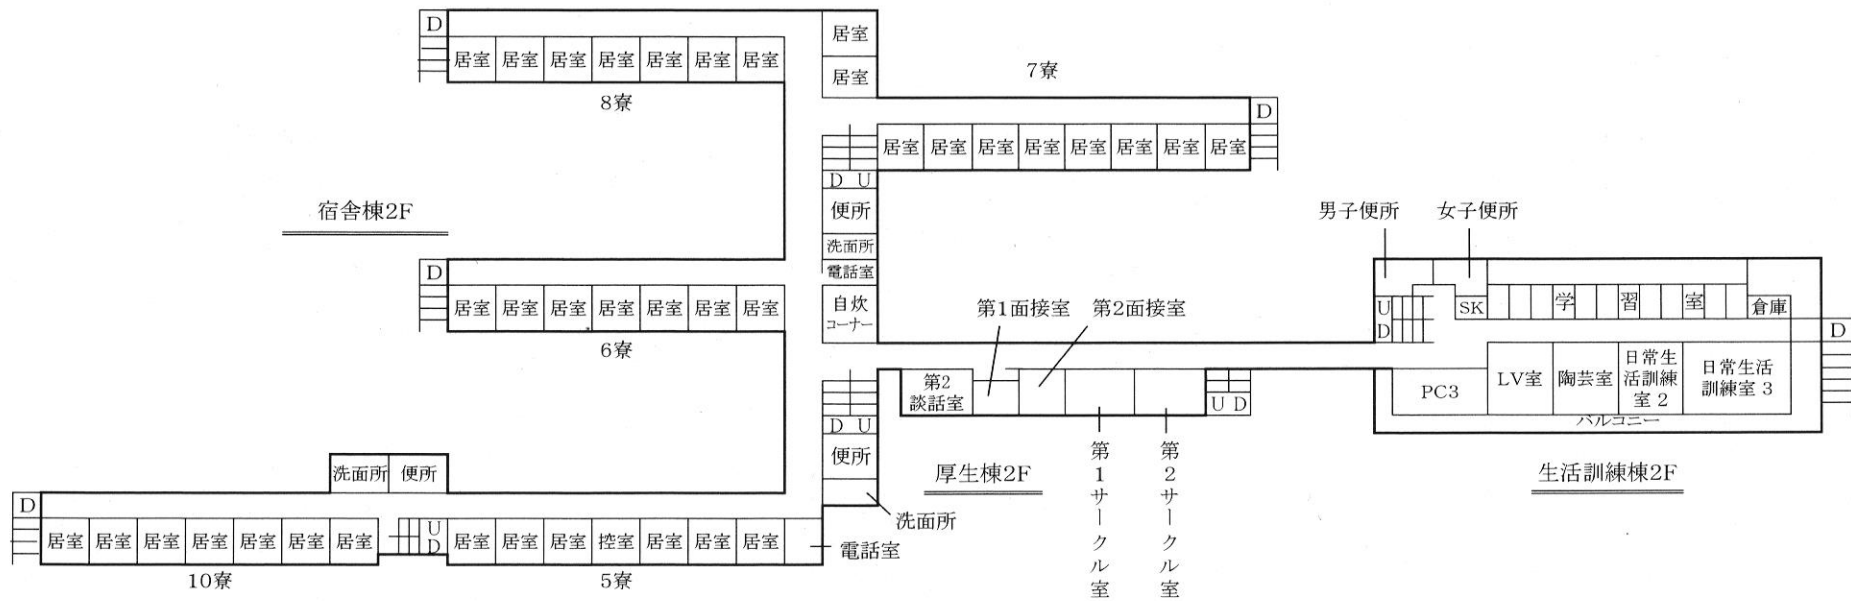 D
居室 居室 居室 居室 居室 居室 居室
8寮
居室
居室
7寮
D
居室 居室 居室 居室 居室 居室 居室 居室
D U
便所
洗面所
電話室
自炊
コーナー
宿舎棟2F
D
居室 居室 居室 居室 居室 居室 居室
6寮
D U
便所
洗面所
電話室
洗面所 便所
D
居室 居室 居室 居室 居室 居室 居室
10寮
U
D
居室 居室 居室 控室 居室 居室 居室
5寮
第1面接室 第2面接室
第2
談話室
U D
第1サークル室
第2サークル室
厚生棟2F
男子便所 女子便所
U
D
SK
学習室
倉庫
D
PC3
LV室
陶芸室
日常生
活訓練
室2
日常生活
訓練室3
バルコニー
生活訓練棟2F